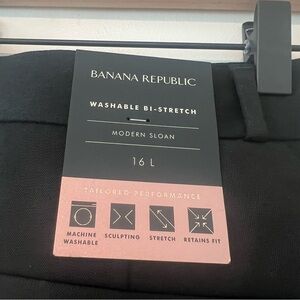 BANANA REPUBLIC
WASHABLE BI-STRETCH
MODERN SLOAN
16 L
TAILORED PERFORMANCE
MACHINE WASHABLE
SCULPTING
STRETCH
RETAINS FIT